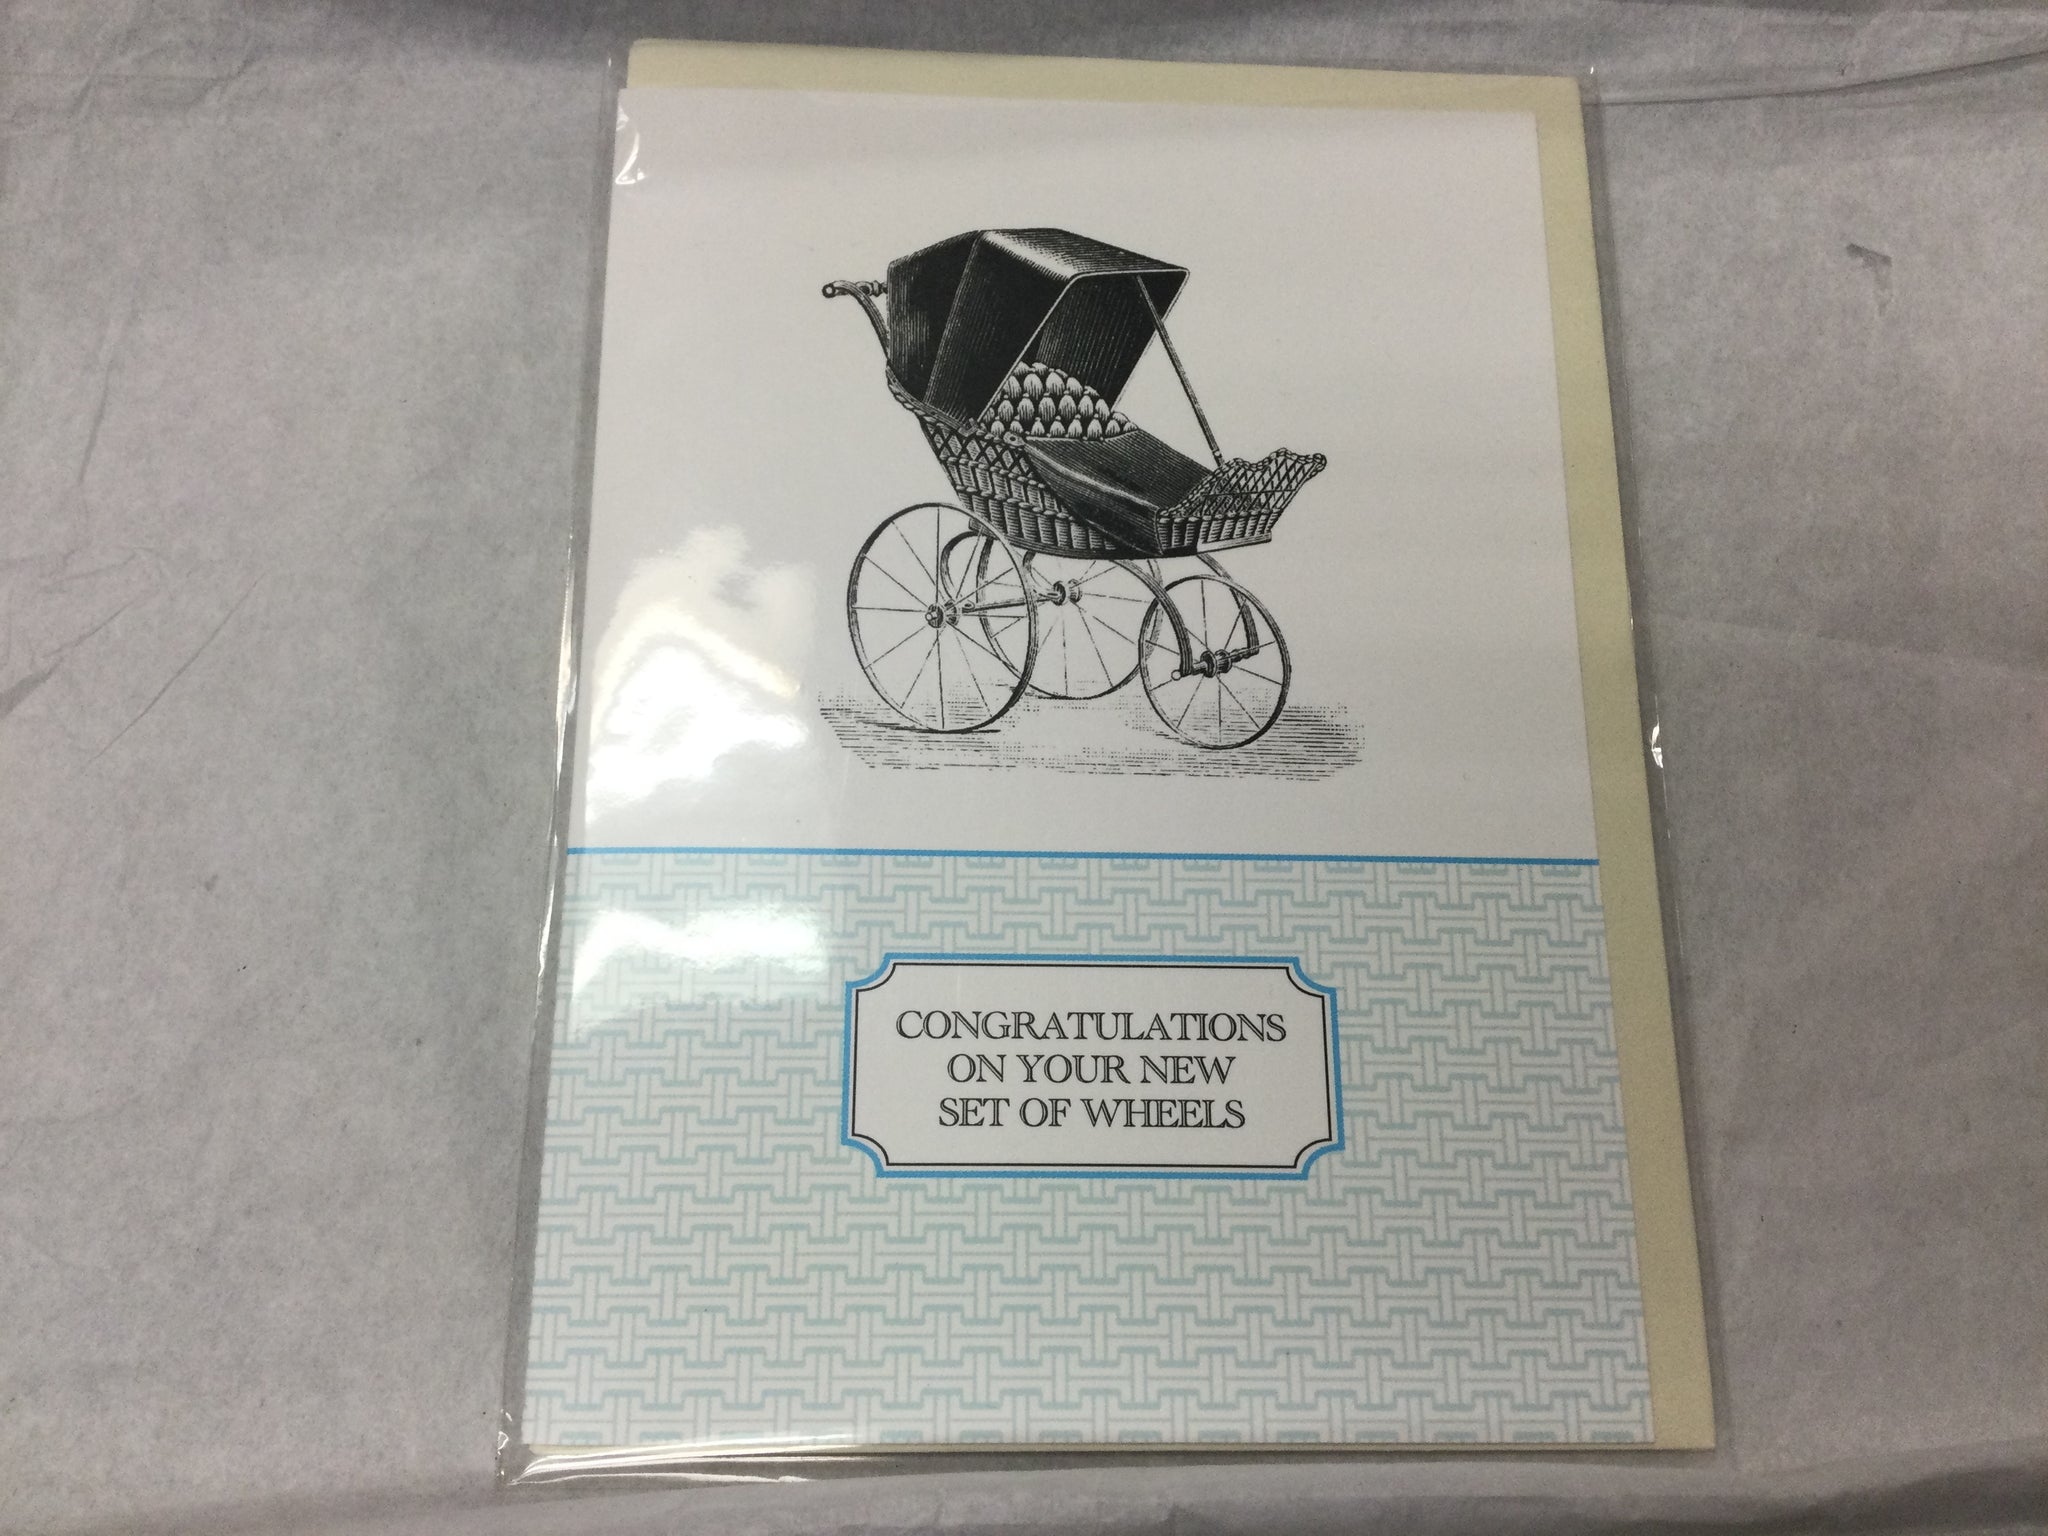 CONGRATULATIONS
ON YOUR NEW
SET OF WHEELS